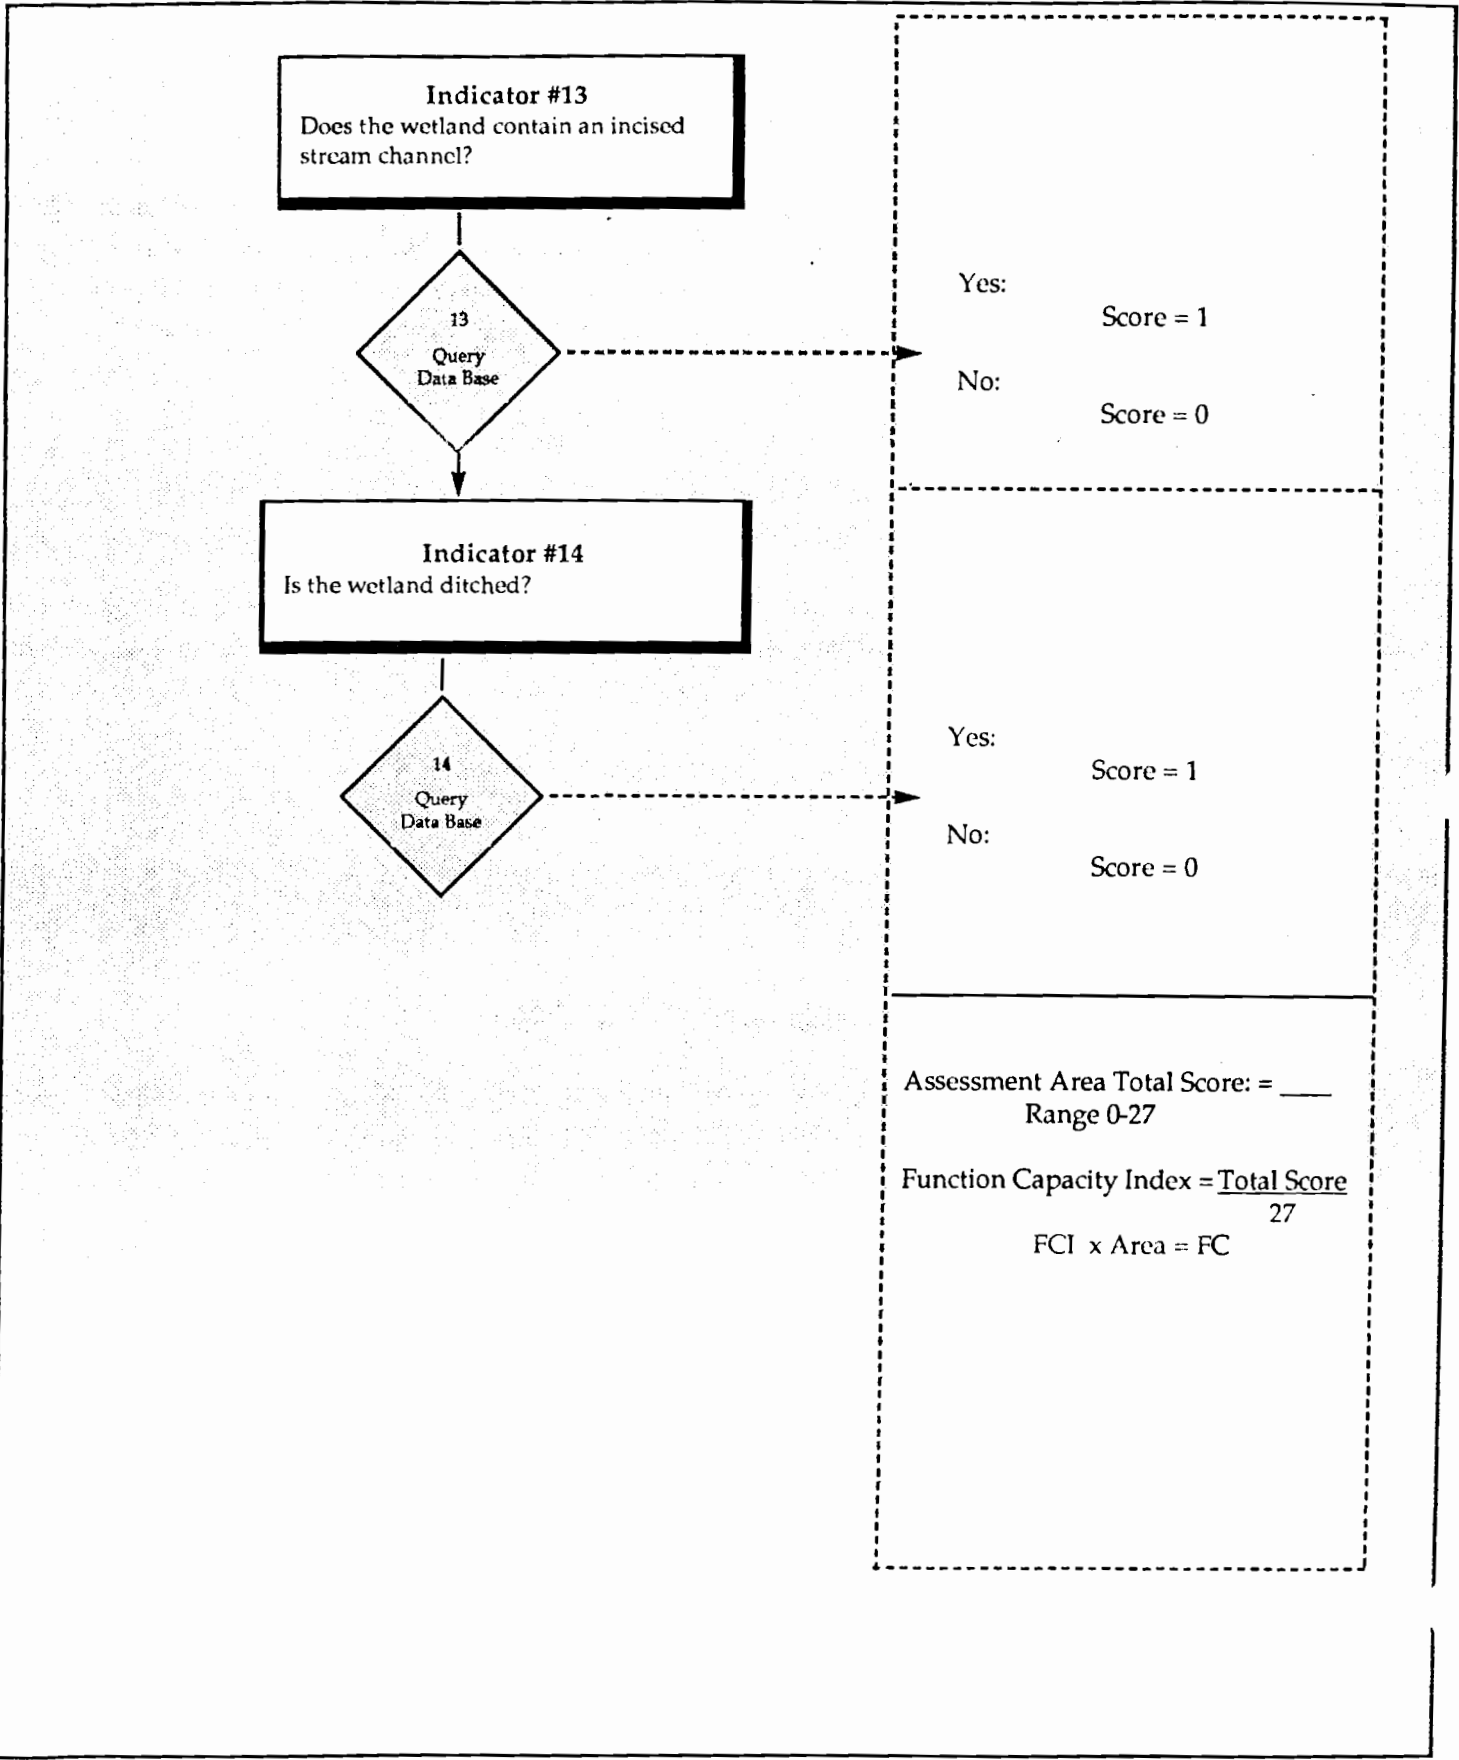 Indicator #13
Does the wetland contain an incised
stream channel?
13
Query
Data Base
Yes:
Score = 1
No:
Score = 0
Indicator #14
Is the wetland ditched?
14
Query
Data Base
Yes:
Score = 1
No:
Score = 0
Assessment Area Total Score: = ___
Range 0-27
Function Capacity Index = Total Score
27
FCI x Area = FC